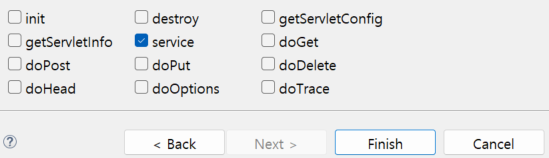 init destroy getServletConfig
getServletInfo service doGet
doPost doPut doDelete
doHead doOptions doTrace
? < Back Next > Finish Cancel